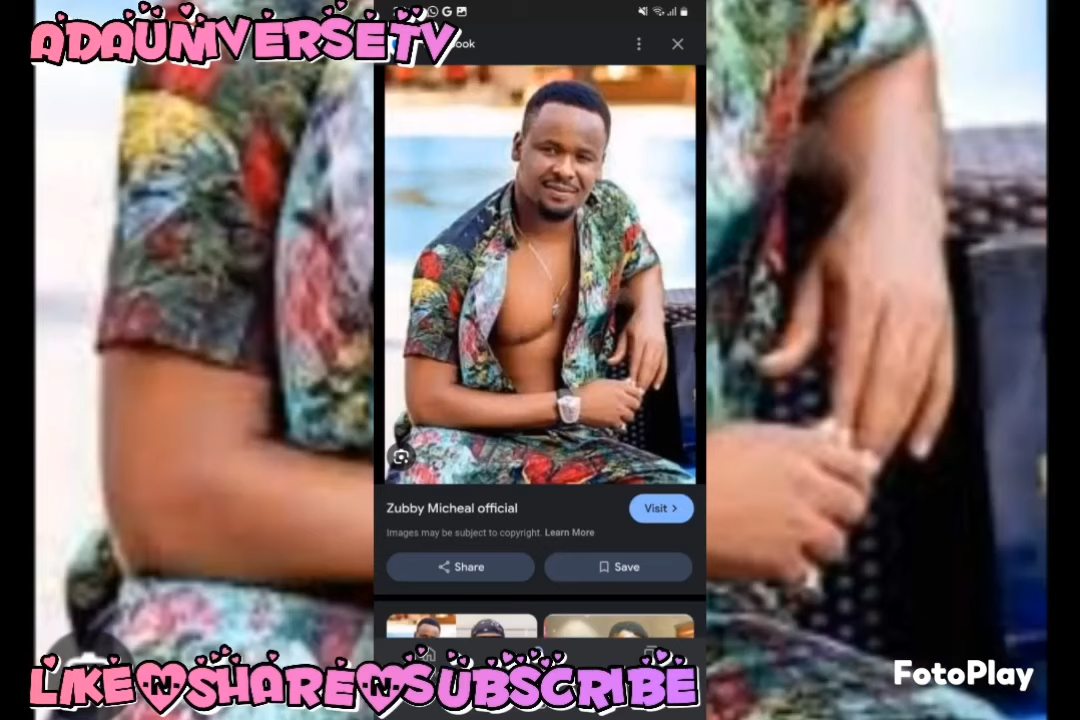 ADAUNIVERSETV
ook
Zubby Micheal official
Visit >
Images may be subject to copyright. Learn More
Share
Save
LIKE N SHARE N SUBSCRIBE
FotoPlay